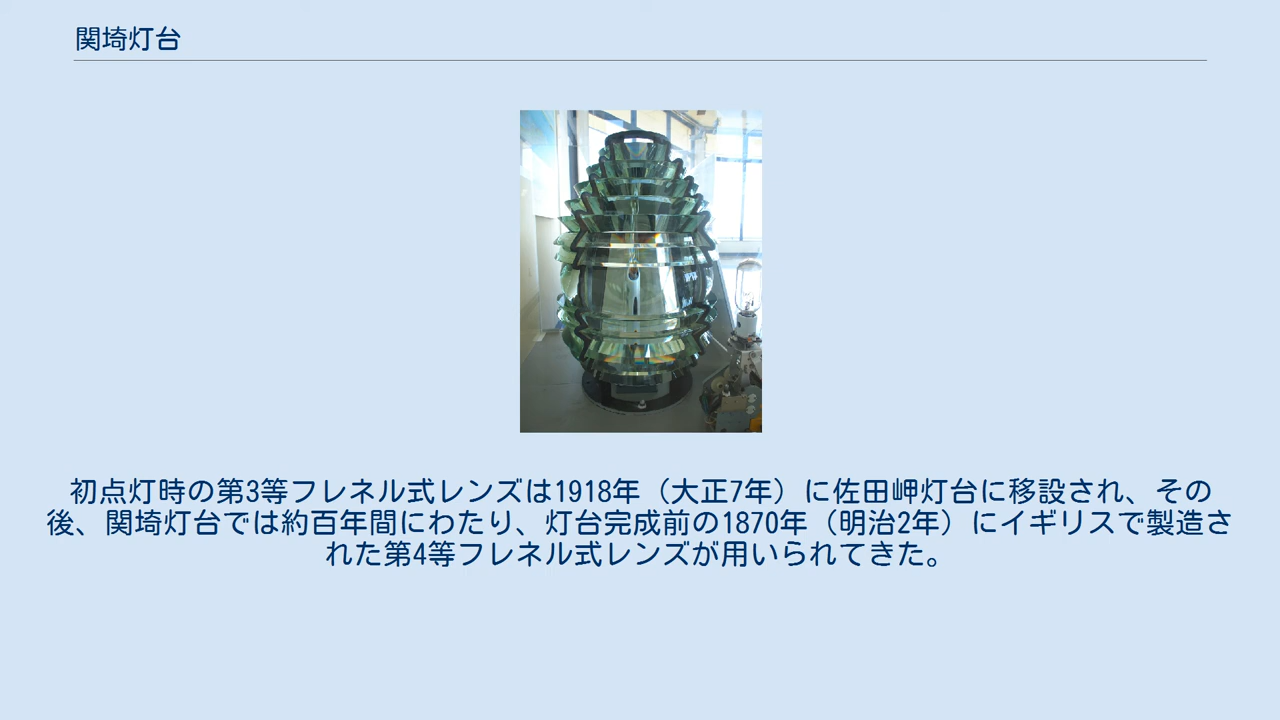 関埼灯台
初点灯時の第3等フレネル式レンズは1918年（大正7年）に佐田岬灯台に移設され、その
後、関埼灯台では約百年間にわたり、灯台完成前の1870年（明治2年）にイギリスで製造さ
れた第4等フレネル式レンズが用いられてきた。